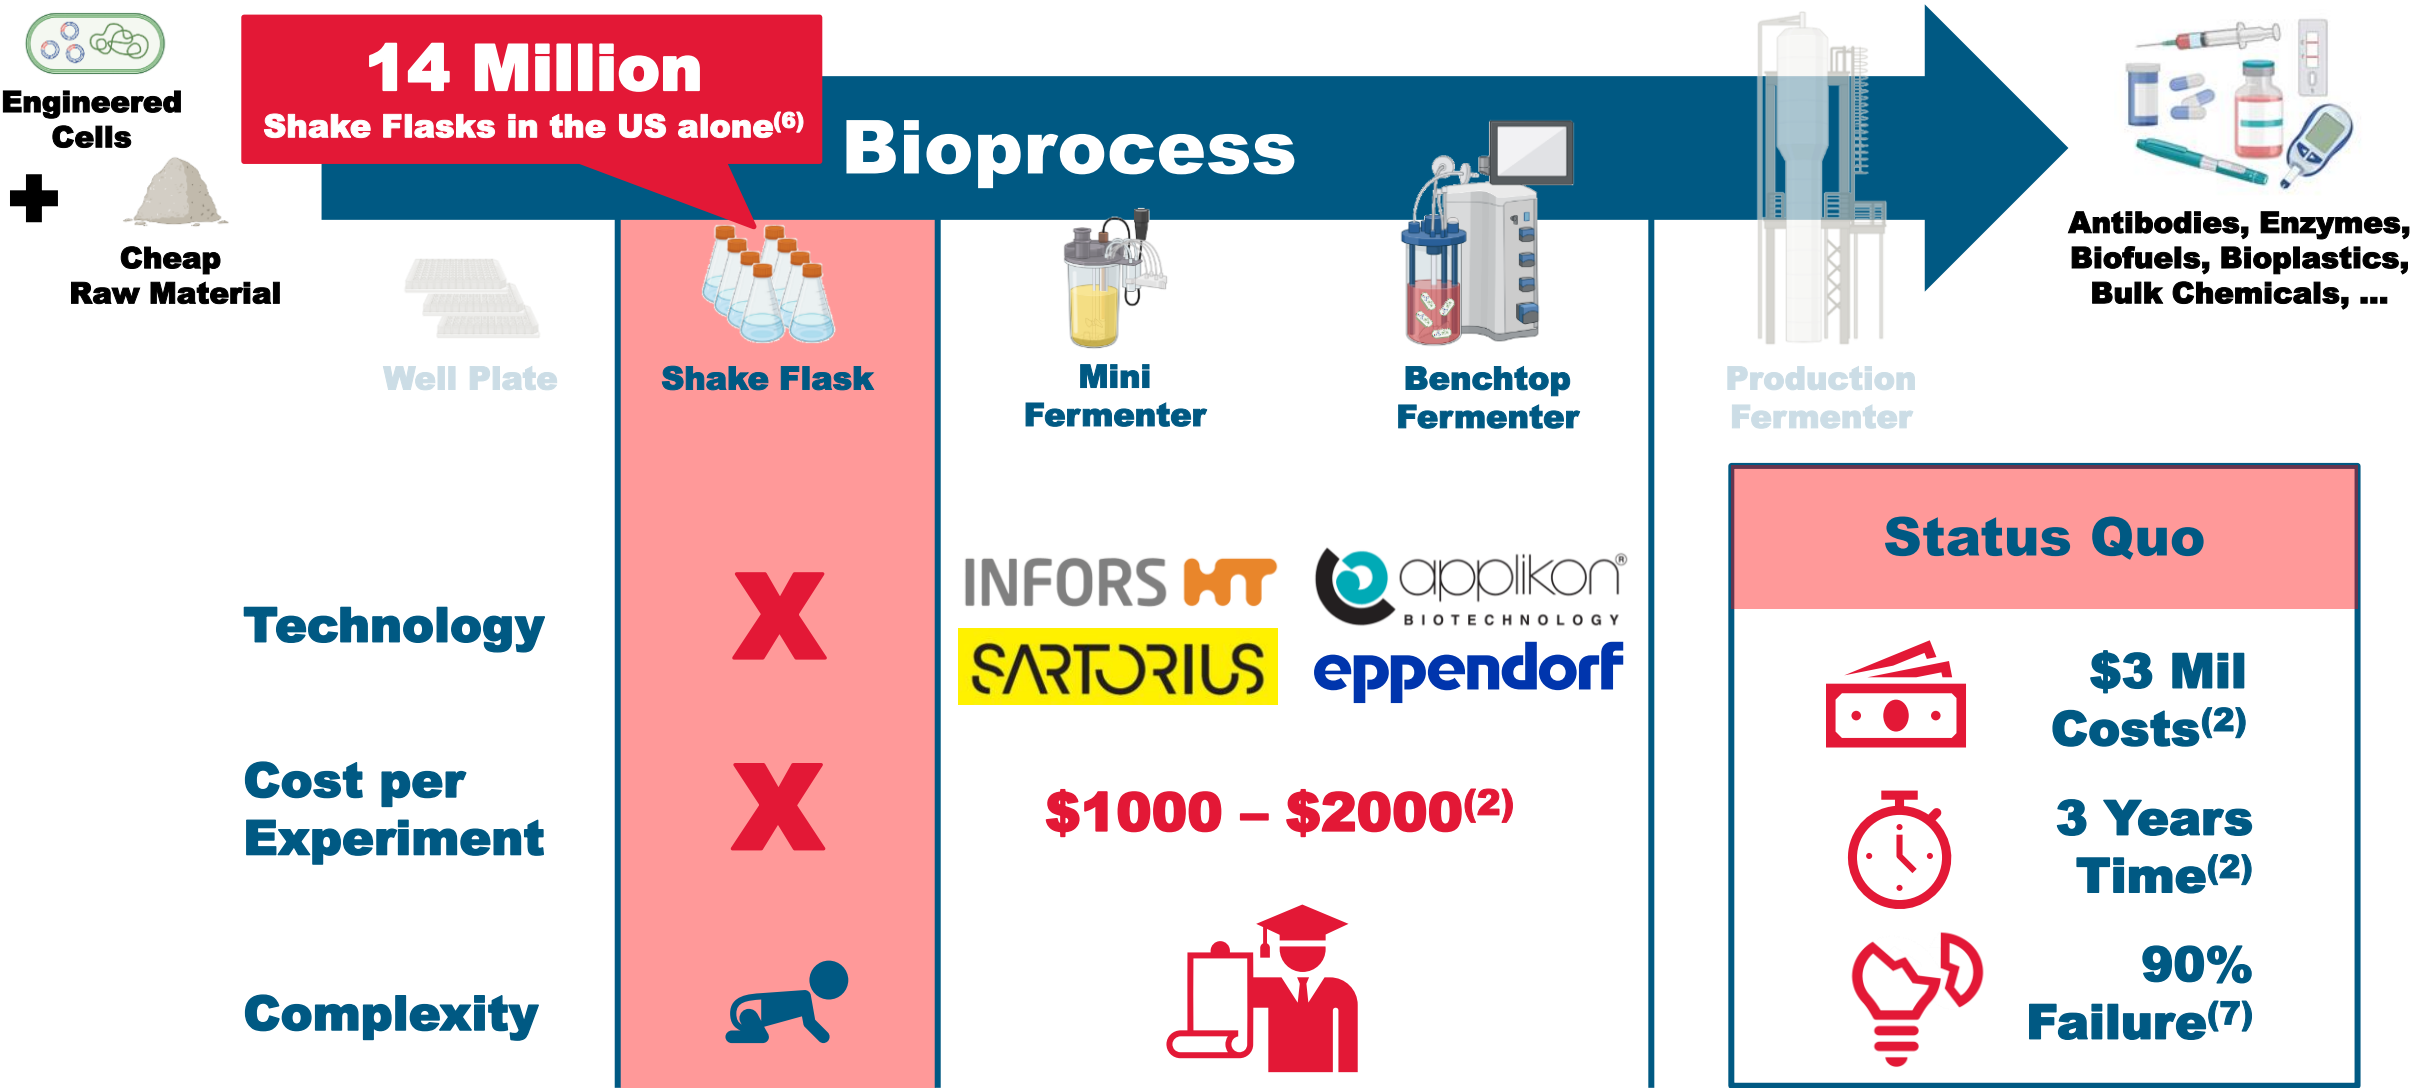 Engineered
Cells
Cheap
Raw Material
14 Million
Shake Flasks in the US alone(6)
Bioprocess
Antibodies, Enzymes,
Biofuels, Bioplastics,
Bulk Chemicals, ...
Well Plate
Shake Flask
Mini
Fermenter
Benchtop
Fermenter
Production
Fermenter
Technology
X
INFORS HT
applikon®
BIOTECHNOLOGY
SARTORIUS
eppendorf
Cost per
Experiment
X
$1000 – $2000(2)
Complexity
Status Quo
$3 Mil
Costs(2)
3 Years
Time(2)
90%
Failure(7)